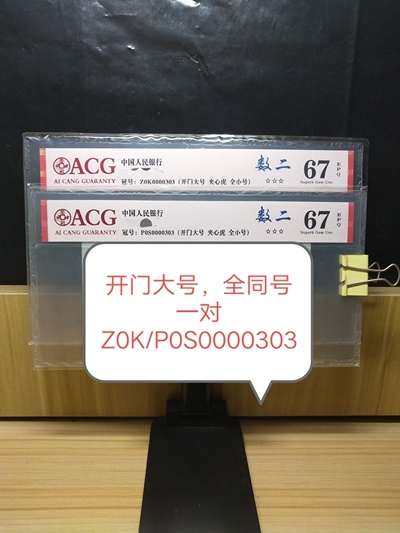 ACG
AI CANG GUARANTY
中国人民银行
冠号：Z0K0000303（开门大号 夹心虎 全小号）
数二
☆☆☆
67
EPQ
Superb Gem Unc
ACG
AI CANG GUARANTY
中国人民银行
冠号：P0S0000303（开门大号 夹心虎 全小号）
数二
☆☆☆
67
EPQ
Superb Gem Unc
开门大号，全同号
一对
Z0K/P0S0000303